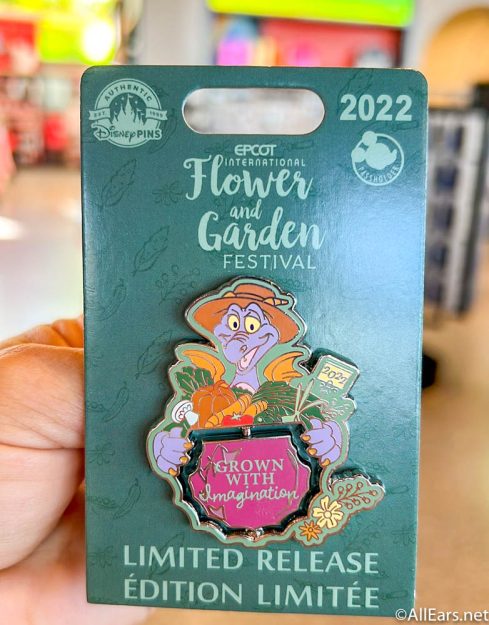 AUTHENTIC
EST. 1999
Disney PINS
2022
PASSHOLDER
EPCOT
INTERNATIONAL
Flower
and
Garden
FESTIVAL
2022
GROWN
WITH
Imagination
LIMITED RELEASE
ÉDITION LIMITÉE
©AllEars.net